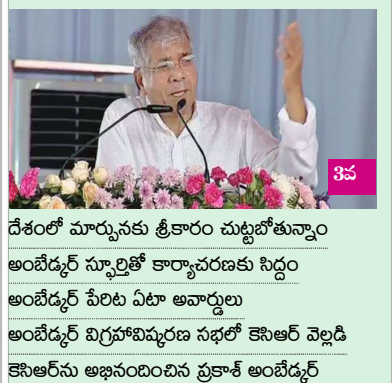 3వ
దేశంలో మార్పునకు శ్రీకారం చుట్టబోతున్నాం
అంబేడ్కర్ స్ఫూర్తితో కార్యాచరణకు సిద్దం
అంబేడ్కర్ పేరిట ఏటా అవార్డులు
అంబేడ్కర్ విగ్రహావిష్కరణ సభలో కెసిఆర్ వెల్లడి
కెసిఆర్‌ను అభినందించిన ప్రకాశ్ అంబేడ్కర్